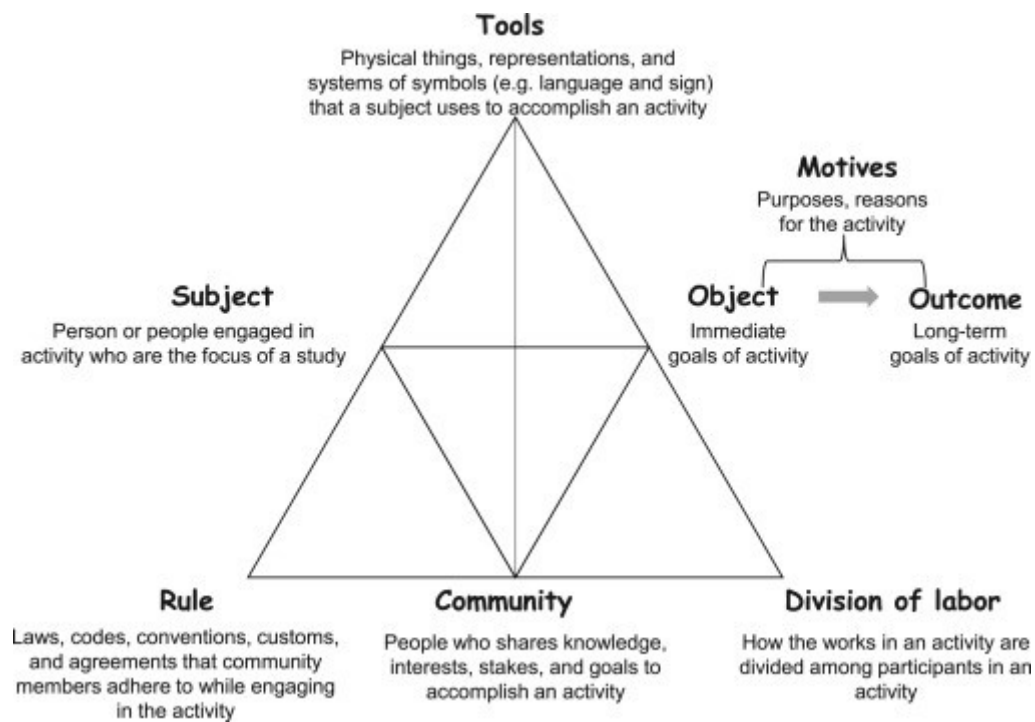 Tools
Physical things, representations, and
systems of symbols (e.g. language and sign)
that a subject uses to accomplish an activity
Motives
Purposes, reasons
for the activity
Subject
Person or people engaged in
activity who are the focus of a study
Object
Immediate
goals of activity
Outcome
Long-term
goals of activity
Rule
Laws, codes, conventions, customs,
and agreements that community
members adhere to while engaging
in the activity
Community
People who shares knowledge,
interests, stakes, and goals to
accomplish an activity
Division of labor
How the works in an activity are
divided among participants in an
activity